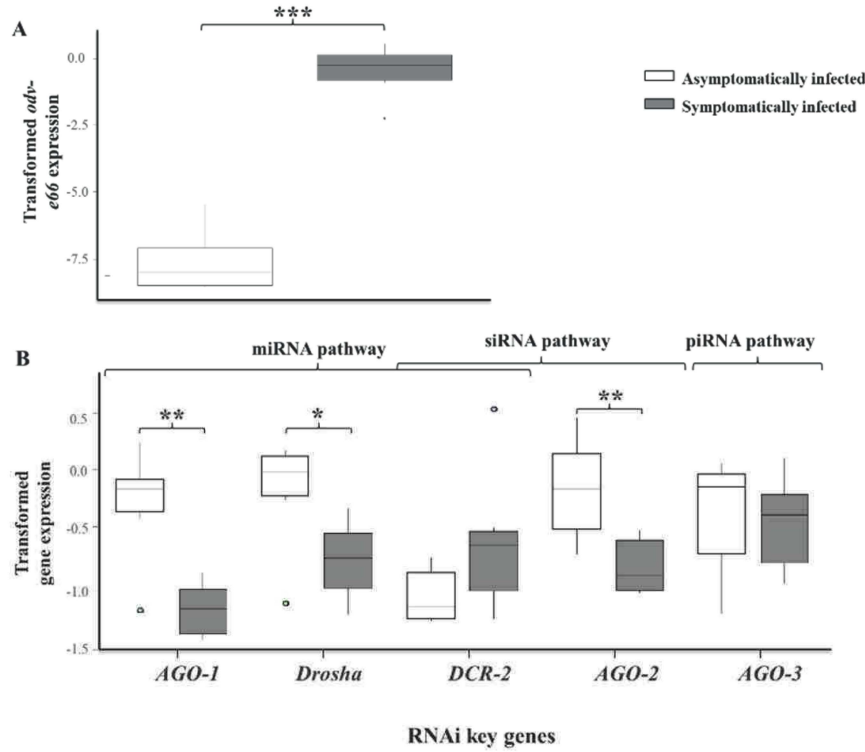 A
***
0.0
-2.5
-5.0
-7.5
Transformed odv-
e66 expression
Asymptomatically infected
Symptomatically infected
B
miRNA pathway
siRNA pathway
piRNA pathway
** * **
0.5
0.0
-0.5
-1.0
-1.5
Transformed
gene expression
AGO-1 Drosha DCR-2 AGO-2 AGO-3
RNAi key genes